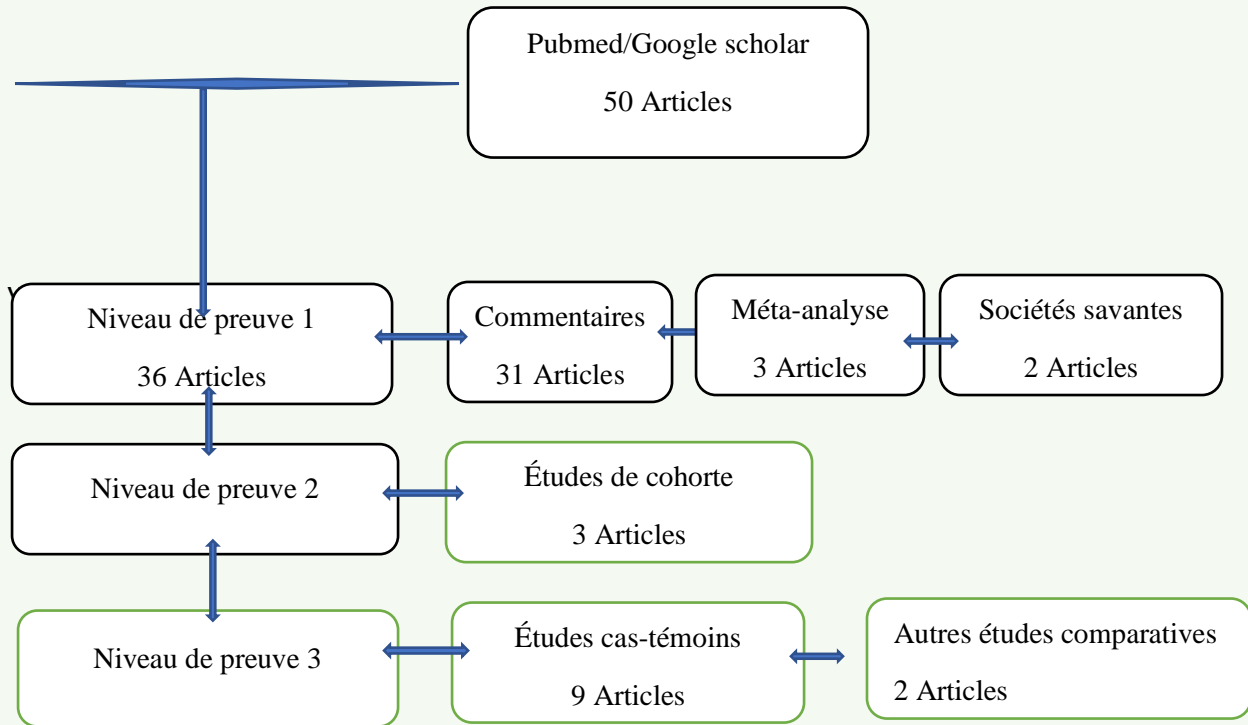 Pubmed/Google scholar
50 Articles
Niveau de preuve 1
36 Articles
Commentaires
31 Articles
Méta-analyse
3 Articles
Sociétés savantes
2 Articles
Niveau de preuve 2
Études de cohorte
3 Articles
Niveau de preuve 3
Études cas-témoins
9 Articles
Autres études comparatives
2 Articles